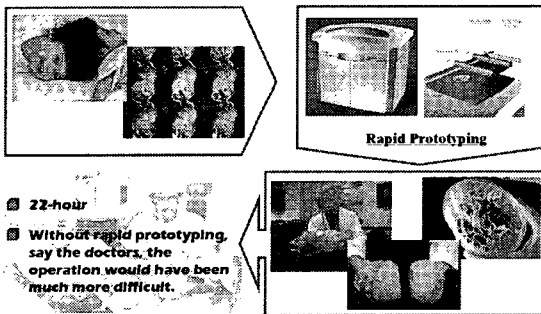 Rapid Prototyping
22-hour
Without rapid prototyping,
say the doctors, the
operation would have been
much more difficult.